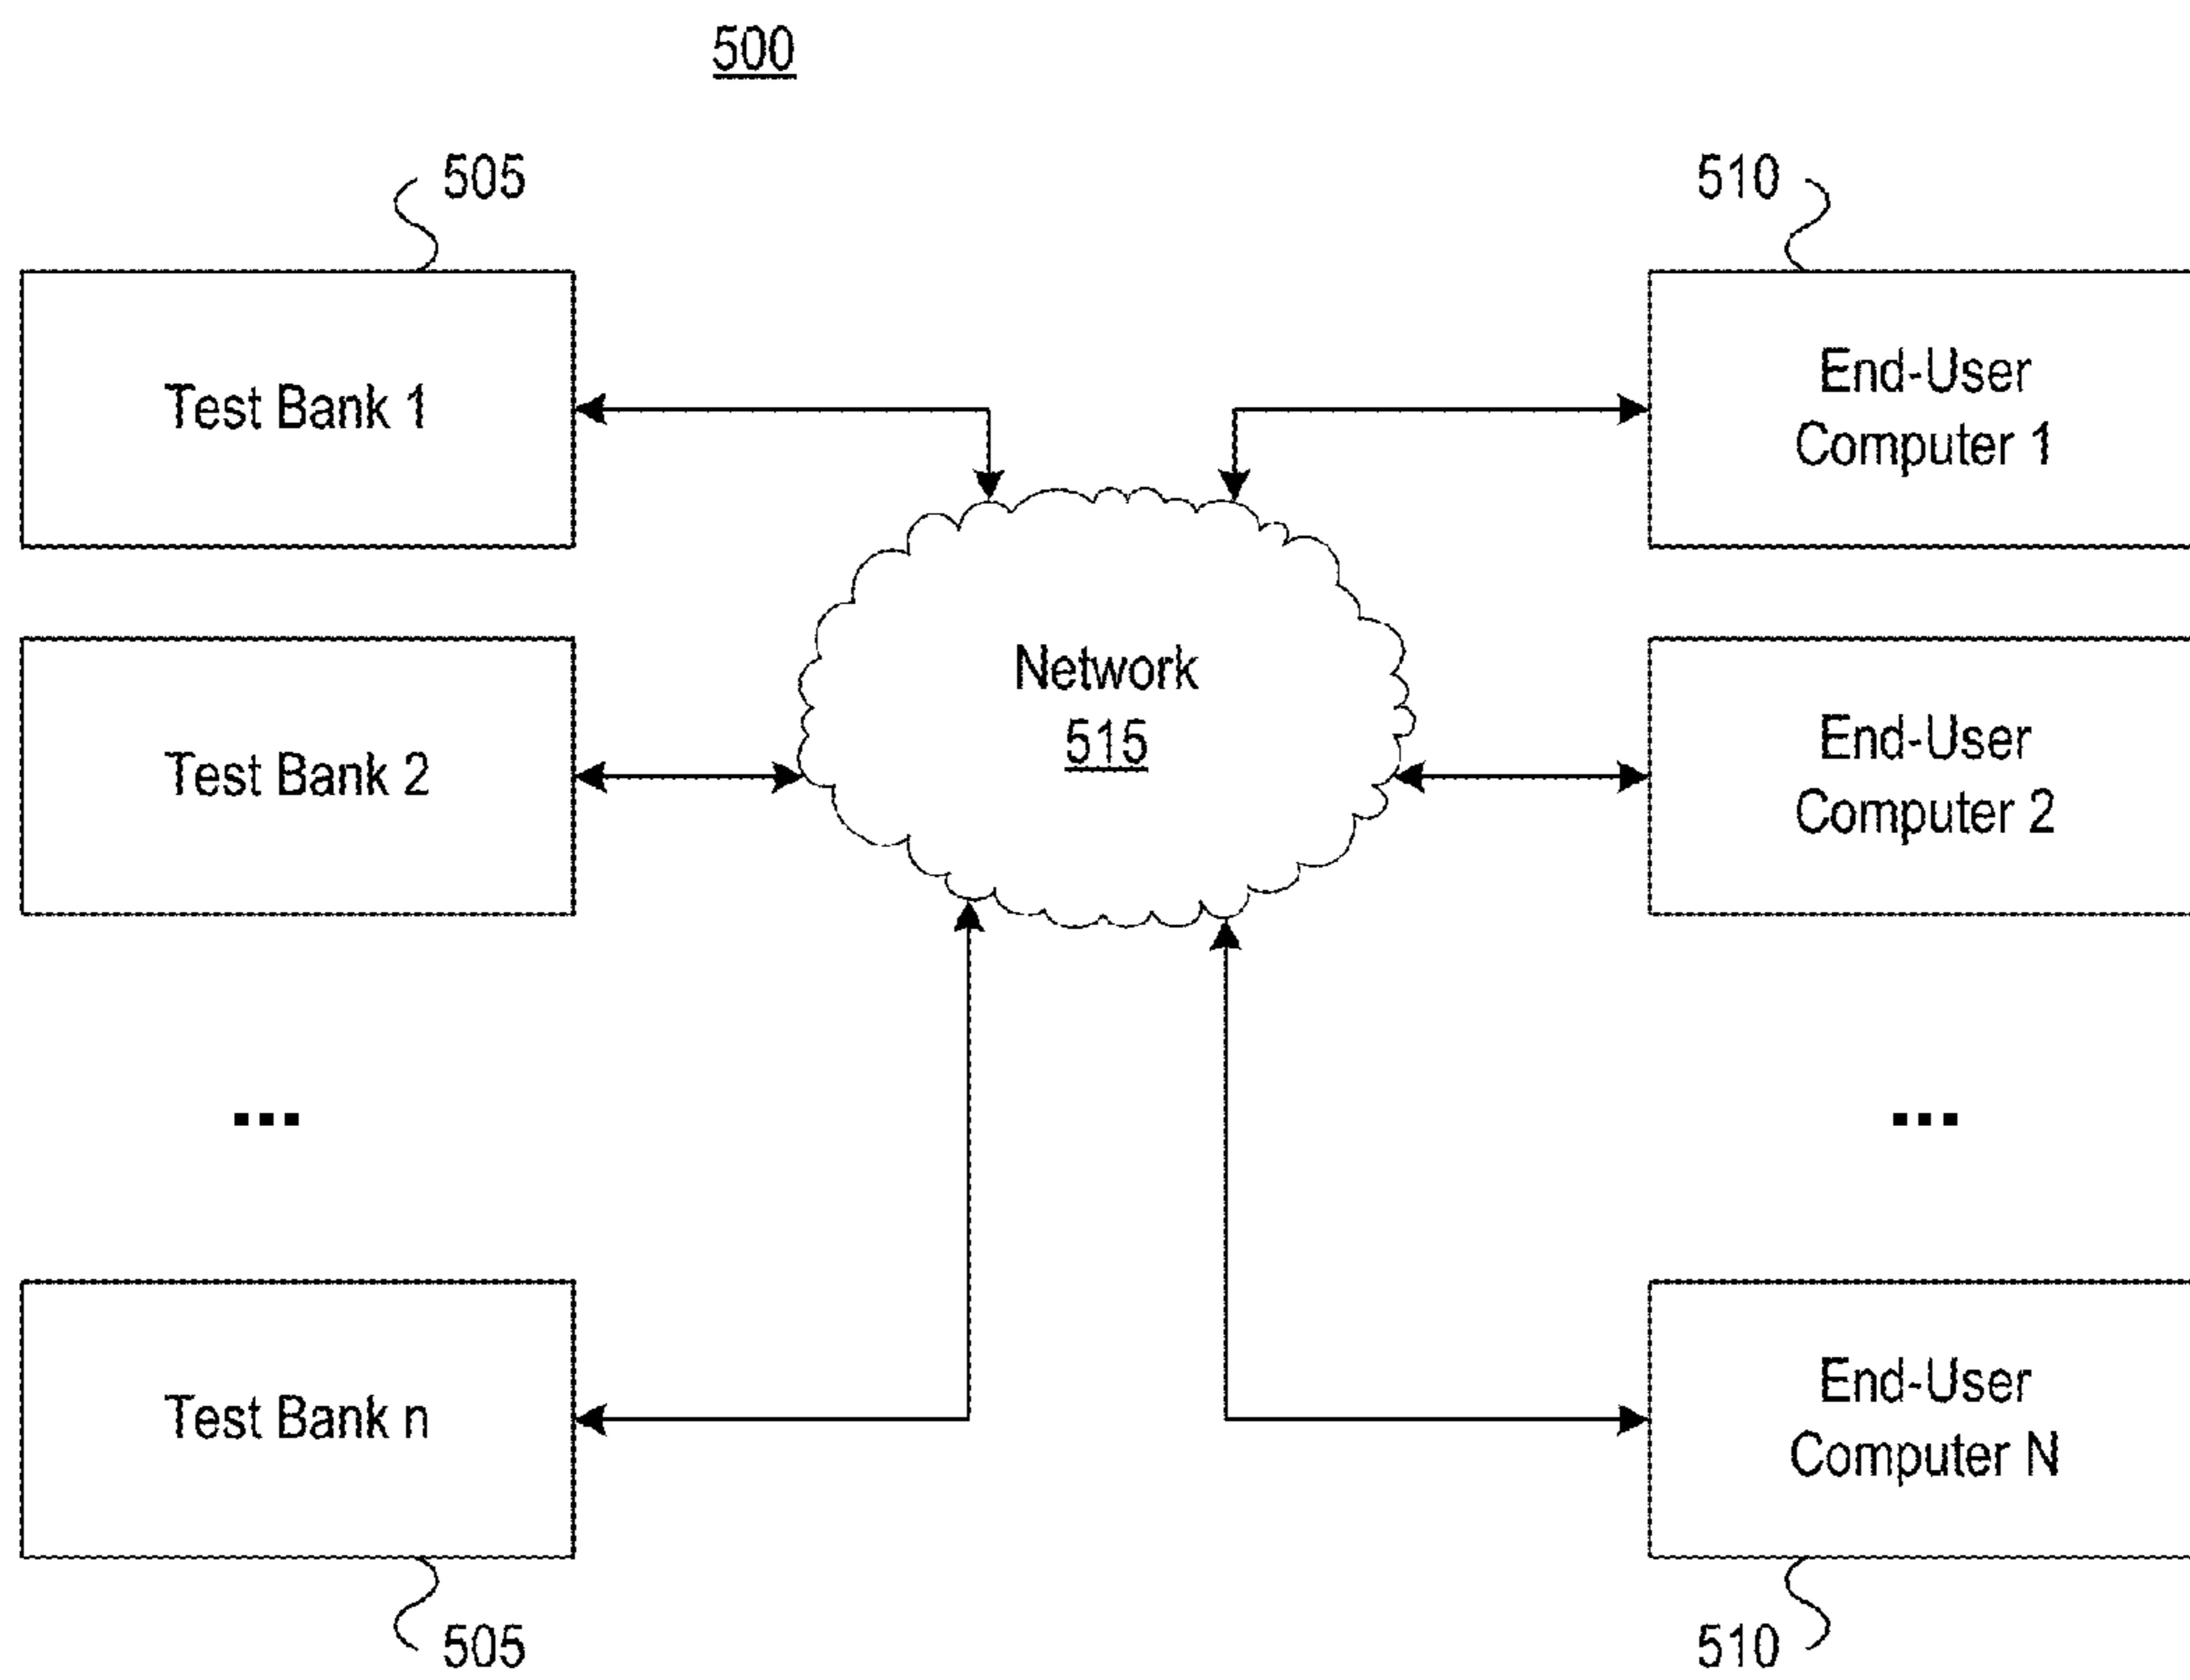 500
505
510
Test Bank 1
End-User
Computer 1
Network
515
Test Bank 2
End-User
Computer 2
...
...
Test Bank n
End-User
Computer N
505
510